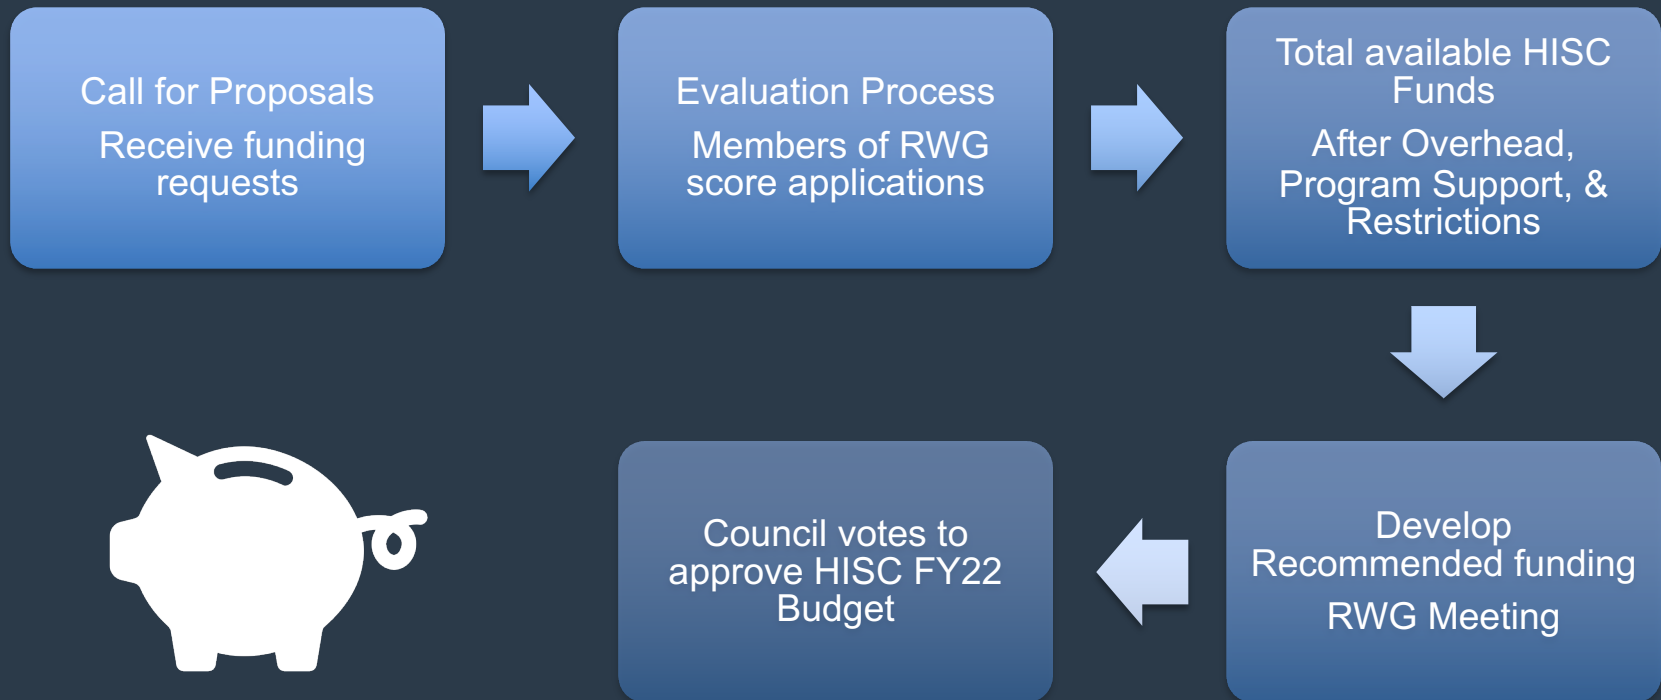 Call for Proposals
Receive funding
requests
Evaluation Process
Members of RWG
score applications
Total available HISC
Funds
After Overhead,
Program Support, &
Restrictions
Develop
Recommended funding
RWG Meeting
Council votes to
approve HISC FY22
Budget